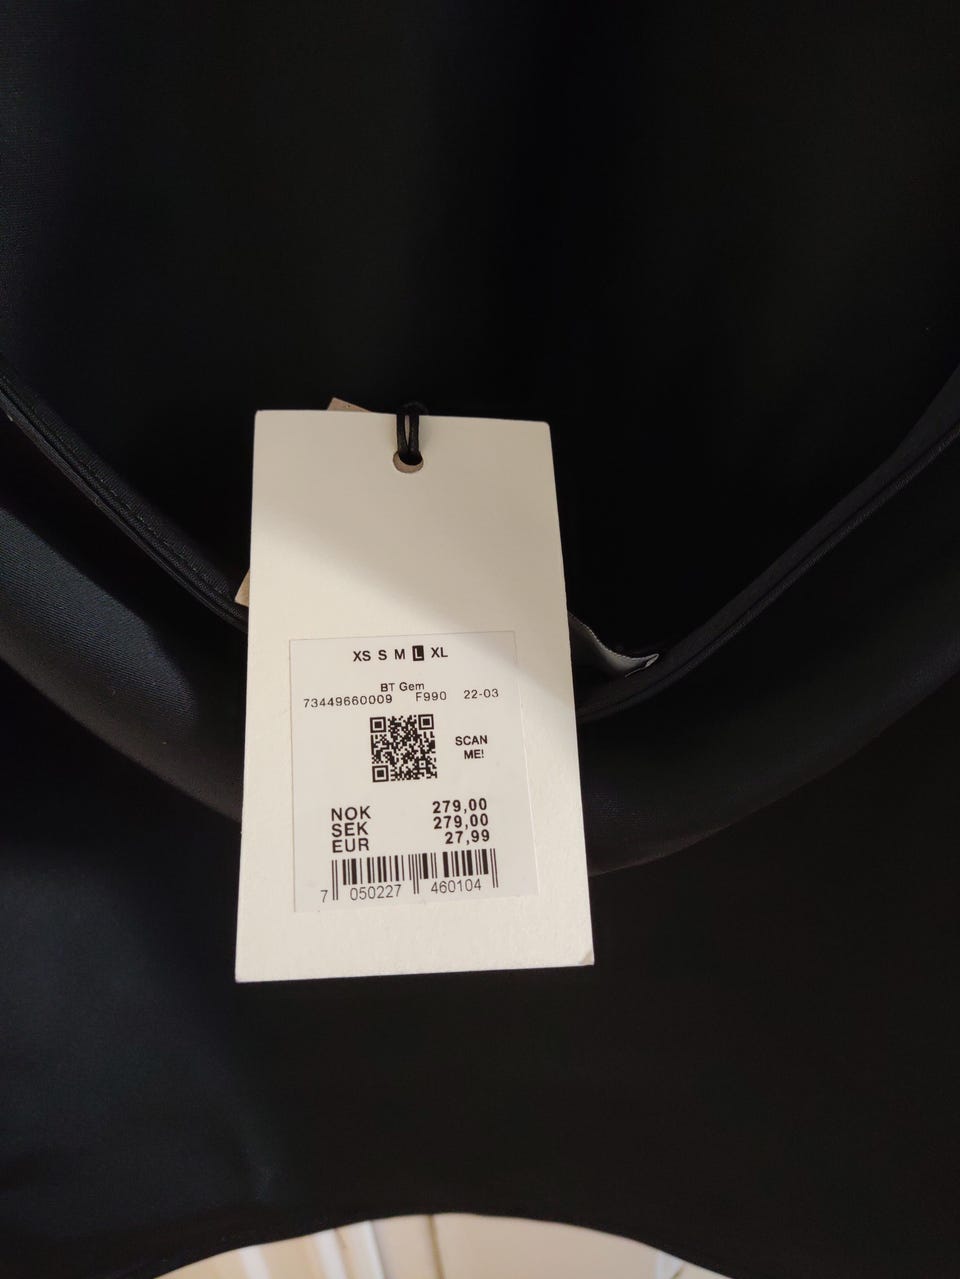 XS S M L XL
BT Gem
73449660009 F990 22-03
SCAN
ME!
NOK 279,00
SEK 279,00
EUR 27,99
7 050227 460104